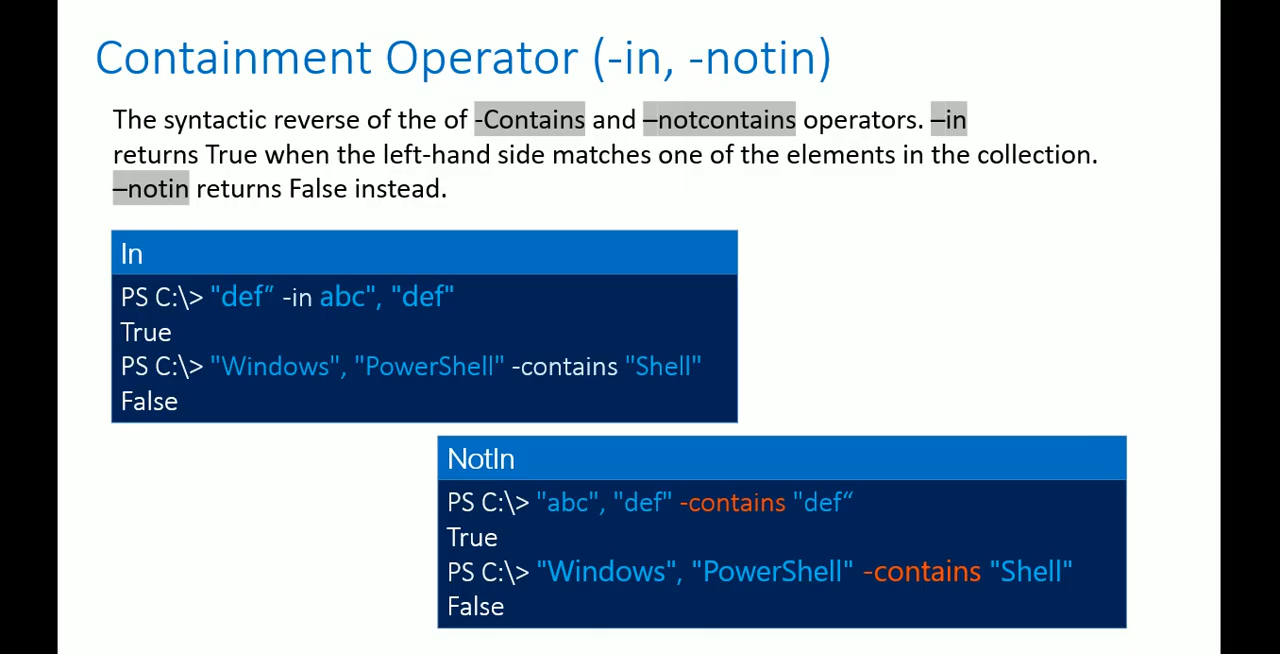 Containment Operator (-in, -notin)
The syntactic reverse of the of -Contains and –notcontains operators. –in
returns True when the left-hand side matches one of the elements in the collection.
–notin returns False instead.
In
PS C:\> "def” -in abc", "def"
True
PS C:\> "Windows", "PowerShell" -contains "Shell"
False
NotIn
PS C:\> "abc", "def" -contains "def“
True
PS C:\> "Windows", "PowerShell" -contains "Shell"
False